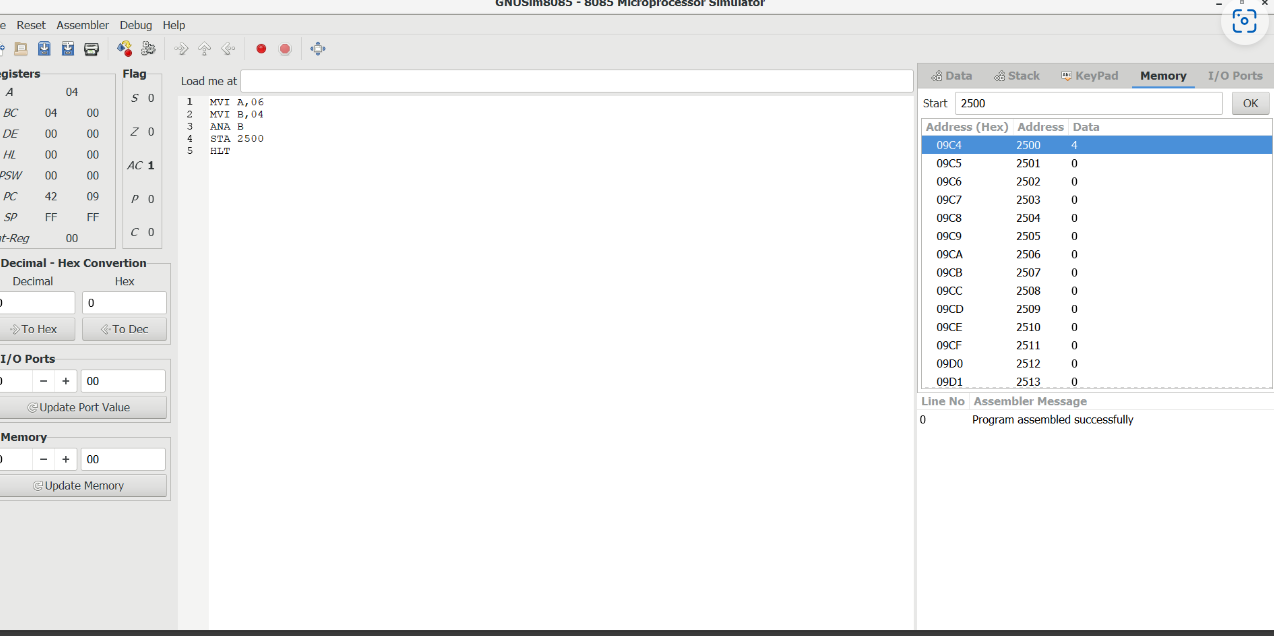 GNUSim8085 - 8085 Microprocessor Simulator
e Reset Assembler Debug Help
gisters
A 04
BC 04 00
DE 00 00
HL 00 00
PSW 00 00
PC 42 09
SP FF FF
nt-Reg 00
Flag
S 0
Z 0
AC 1
P 0
C 0
Decimal - Hex Convertion
Decimal Hex
0 0
To Hex To Dec
I/O Ports
0 − + 00
Update Port Value
Memory
0 − + 00
Update Memory
Load me at
1 MVI A,06
2 MVI B,04
3 ANA B
4 STA 2500
5 HLT
Data Stack KeyPad Memory I/O Ports
Start 2500 OK
Address (Hex) Address Data
09C4 2500 4
09C5 2501 0
09C6 2502 0
09C7 2503 0
09C8 2504 0
09C9 2505 0
09CA 2506 0
09CB 2507 0
09CC 2508 0
09CD 2509 0
09CE 2510 0
09CF 2511 0
09D0 2512 0
09D1 2513 0
Line No Assembler Message
0 Program assembled successfully